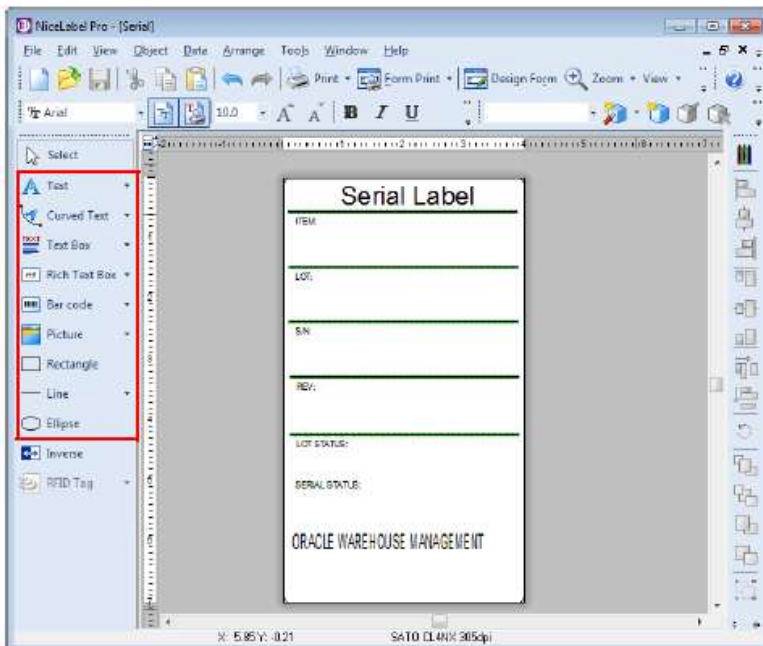 NiceLabel Pro - [Serial]
File Edit View Object Data Arrange Tools Window Help
Print Form Print Design Form Zoom View
Arial 10.0 A A B I U
Select
Text
Curved Text
Text Box
Rich Text Box
Bar code
Picture
Rectangle
Line
Ellipse
Inverse
RFID Tag
Serial Label
ITEM:
LOT:
S/N:
REV:
LOT STATUS:
SERIAL STATUS:
ORACLE WAREHOUSE MANAGEMENT
X: 5.85 Y: -0.21 SATO CL4NX 305dpi